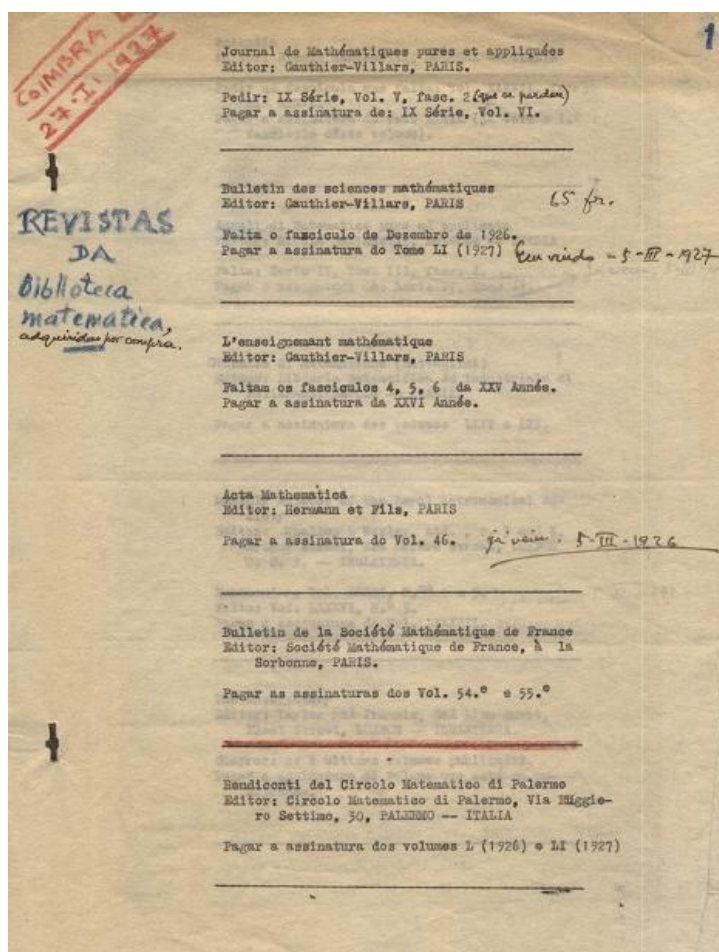 1
COIMBRA
27-I-1927
Journal de Mathématiques pures et appliquées
Editor: Gauthier-Villars, PARIS.
Pedir: IX Série, Vol. V, fasc. 2 (que se perdeu)
Pagar a assinatura de: IX Série, Vol. VI.
REVISTAS
DA
Biblioteca
matematica,
adquiridas por compra.
Bulletin des sciences mathématiques
Editor: Gauthier-Villars, PARIS
65 fr.
Falta o fasciculo de Dezembro de 1926.
Pagar a assinatura do Tome LI (1927) 5-III-1927
L'enseignemant mathématique
Editor: Gauthier-Villars, PARIS
Faltam os fasciculos 4, 5, 6 da XXV Année.
Pagar a assinatura da XXVI Année.
Acta Mathematica
Editor: Hermann et Fils, PARIS
Pagar a assinatura do Vol. 46. já veiu. 5-III-1926
Bulletin de la Société Mathématique de France
Editor: Société Mathématique de France, à la
Sorbonne, PARIS.
Pagar as assinaturas dos Vol. 54.º e 55.º
Rendiconti del Circolo Matematico di Palermo
Editor: Circolo Matematico di Palermo, Via
ro Settimo, 30, PALERMO -- ITALIA
Pagar a assinatura dos volumes L (1926) e LI (1927)